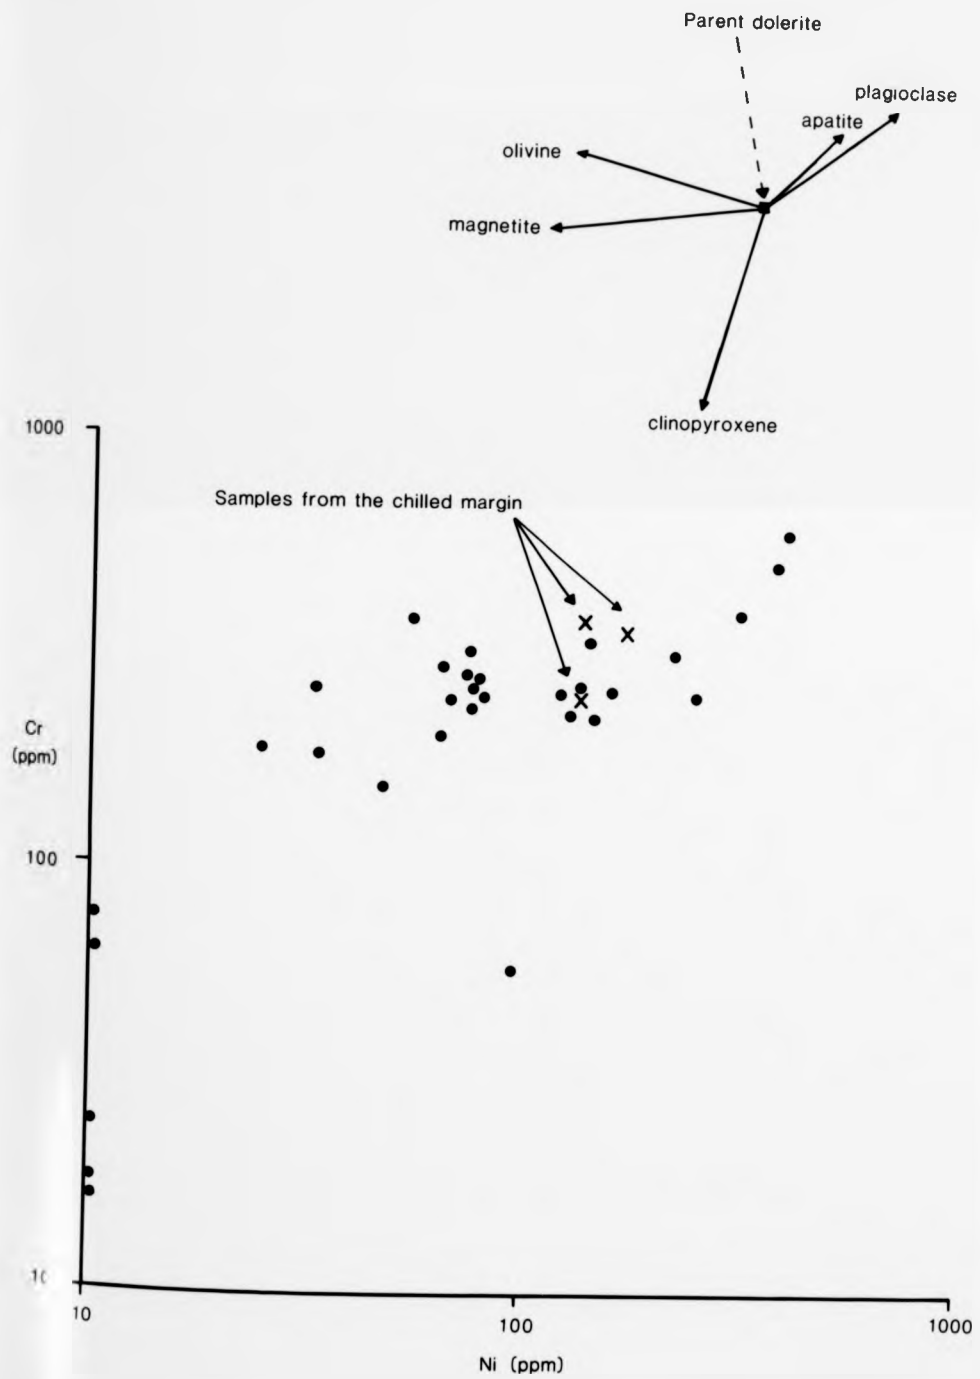 Parent dolerite
plagioclase
apatite
olivine
magnetite
clinopyroxene
1000
Samples from the chilled margin
Cr
(ppm)
100
10
100
1000
Ni (ppm)